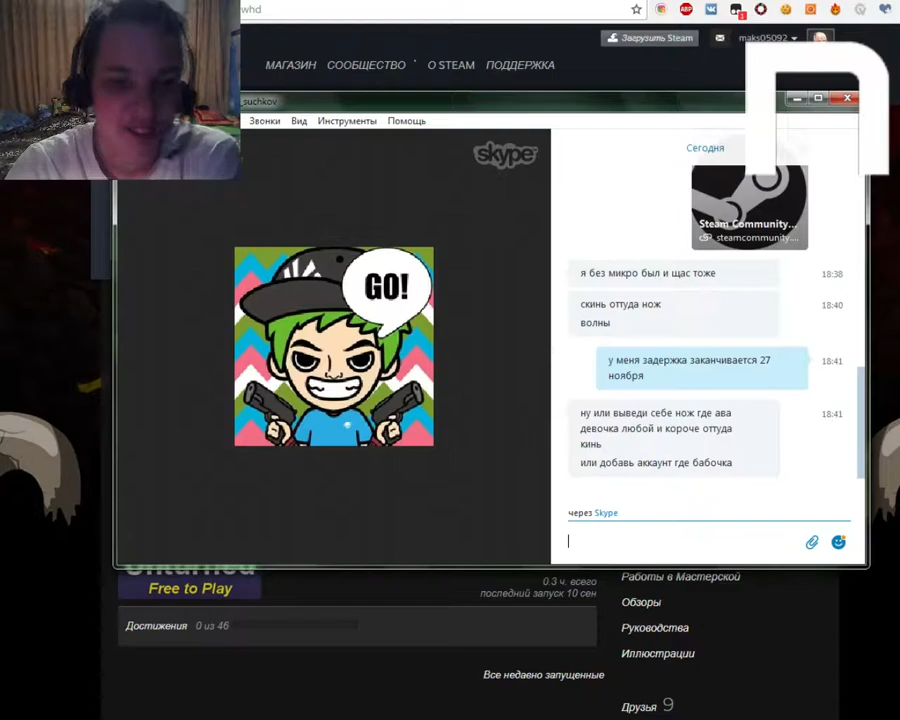 whd
1
Загрузить Steam
maks05092
МАГАЗИН СООБЩЕСТВО О STEAM ПОДДЕРЖКА
_suchkov
Звонки Вид Инструменты Помощь
skype
Сегодня
Steam Community...
steamcommunity....
я без микро был и щас тоже
18:38
скинь оттуда нож
18:40
волны
у меня задержка заканчивается 27
18:41
ноября
ну или выведи себе нож где ава
18:41
девочка любой и короче оттуда
кинь
или добавь аккаунт где бабочка
через Skype
GO!
Free to Play
0.3 ч. всего
последний запуск 10 сен
Достижения 0 из 46
Все недавно запущенные
Работы в Мастерской
Обзоры
Руководства
Иллюстрации
Друзья 9